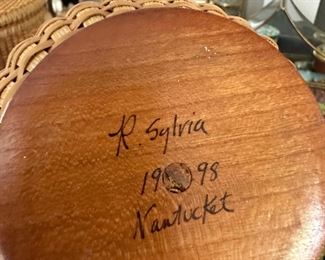 R. Sylvia
19 98
Nantucket